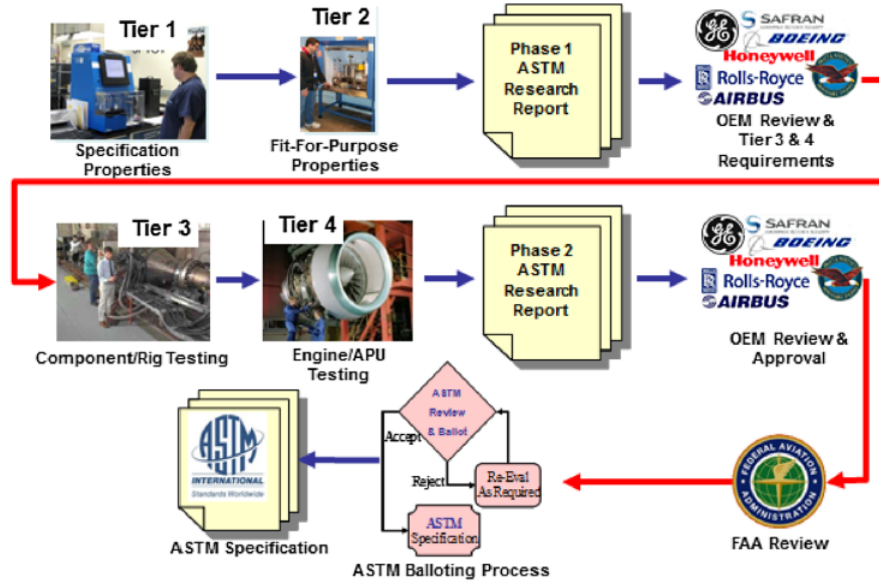 Tier 1
Tier 2
Specification
Properties
Fit-For-Purpose
Properties
Phase 1
ASTM
Research
Report
GE
SAFRAN
BOEING
Honeywell
Rolls-Royce
AIRBUS
OEM Review &
Tier 3 & 4
Requirements
Tier 3
Tier 4
Component/Rig Testing
Engine/APU
Testing
Phase 2
ASTM
Research
Report
GE
SAFRAN
BOEING
Honeywell
Rolls-Royce
AIRBUS
OEM Review &
Approval
ASTM
INTERNATIONAL
Standards Worldwide
ASTM Specification
ASTM
Review
& Ballot
Accept
Reject
Re-Eval
As Required
ASTM
Specification
ASTM Balloting Process
FEDERAL AVIATION
ADMINISTRATION
FAA Review